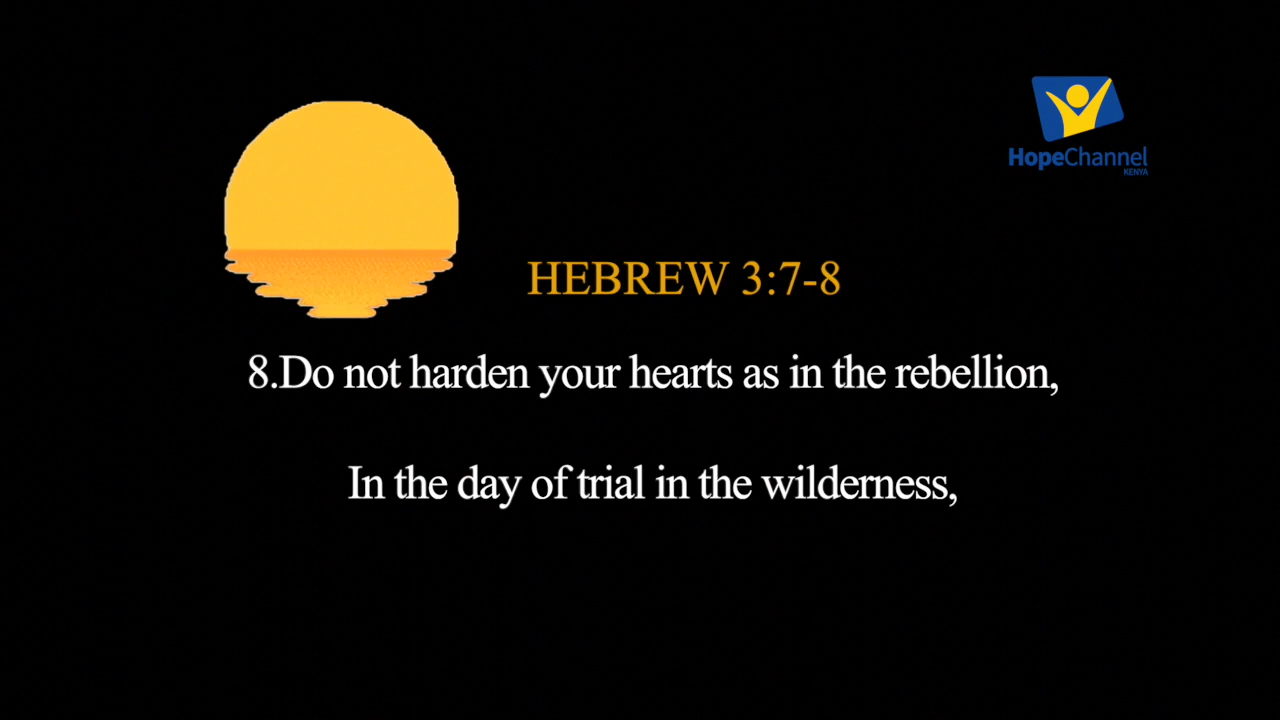 HopeChannel
KENYA
HEBREW 3:7-8
8.Do not harden your hearts as in the rebellion,
In the day of trial in the wilderness,